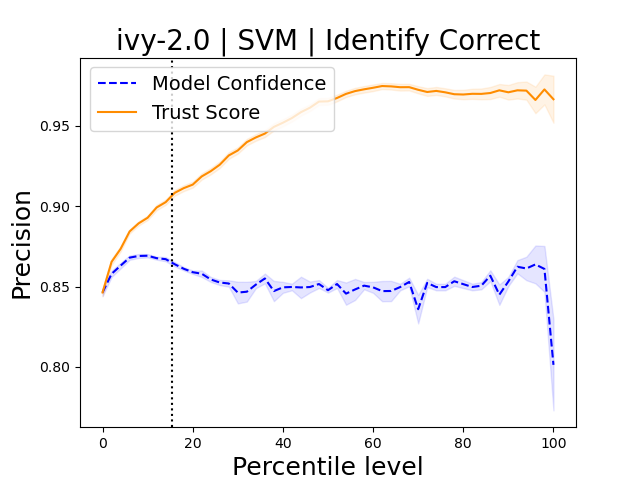 ivy-2.0 | SVM | Identify Correct
Model Confidence
Trust Score
Precision
0.95
0.90
0.85
0.80
0 20 40 60 80 100
Percentile level